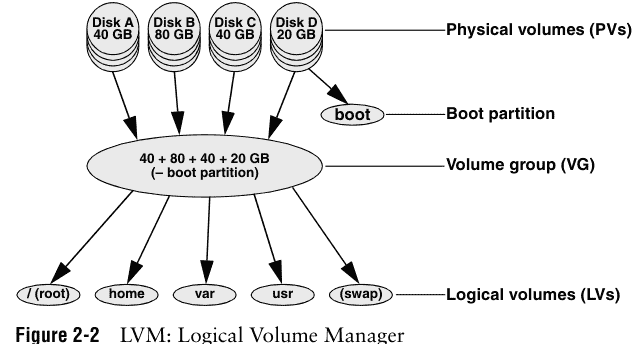 Disk A
40 GB
Disk B
80 GB
Disk C
40 GB
Disk D
20 GB
Physical volumes (PVs)
boot
Boot partition
40 + 80 + 40 + 20 GB
(– boot partition)
Volume group (VG)
/ (root)
home
var
usr
(swap)
Logical volumes (LVs)
Figure 2-2 LVM: Logical Volume Manager